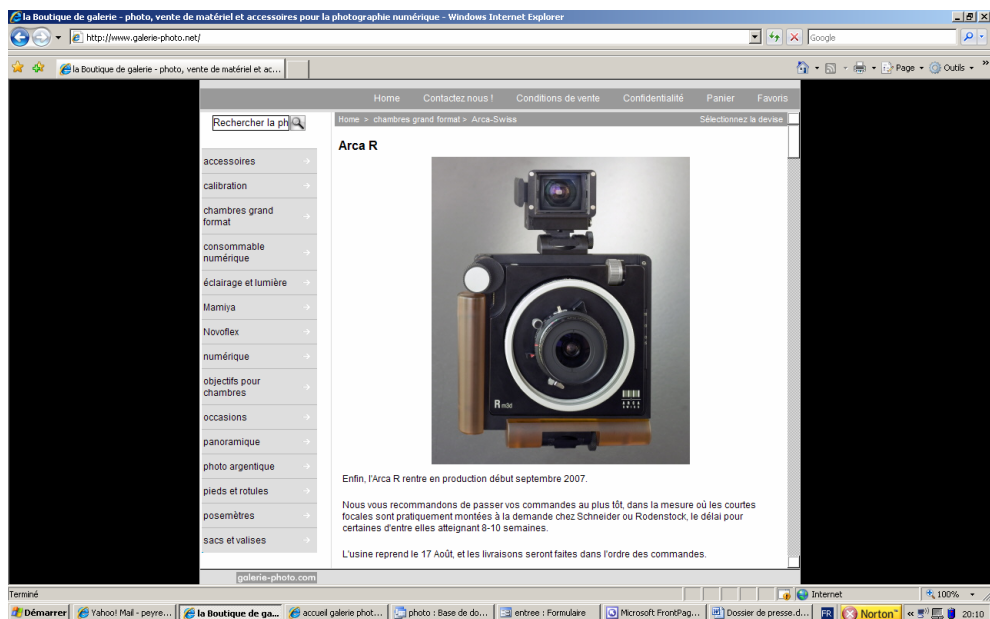 la Boutique de galerie - photo, vente de matériel et accessoires pour la photographie numérique - Windows Internet Explorer
http://www.galerie-photo.net/
Google
la Boutique de galerie - photo, vente de matériel et ac...
Page
Outils
Home Contactez nous ! Conditions de vente Confidentialité Panier Favoris
Rechercher la ph
Home > chambres grand format > Arca-Swiss
Sélectionnez la devise
Arca R
accessoires
calibration
chambres grand
format
consommable
numérique
éclairage et lumière
Mamiya
Novoflex
numérique
objectifs pour
chambres
occasions
panoramique
photo argentique
pieds et rotules
posemètres
sacs et valises
R m3d
ARCA
SWISS
Enfin, l'Arca R rentre en production début septembre 2007.
Nous vous recommandons de passer vos commandes au plus tôt, dans la mesure où les courtes
focales sont pratiquement montées à la demande chez Schneider ou Rodenstock, le délai pour
certaines d'entre elles atteignant 8-10 semaines.
L'usine reprend le 17 Août, et les livraisons seront faites dans l'ordre des commandes.
galerie-photo.com
Terminé
Internet
100%
Démarrer
Yahoo! Mail - peyre...
la Boutique de ga...
accueil galerie phot...
photo : Base de do...
entree : Formulaire
Microsoft FrontPag...
Dossier de presse.d...
FR
Norton™
20:10